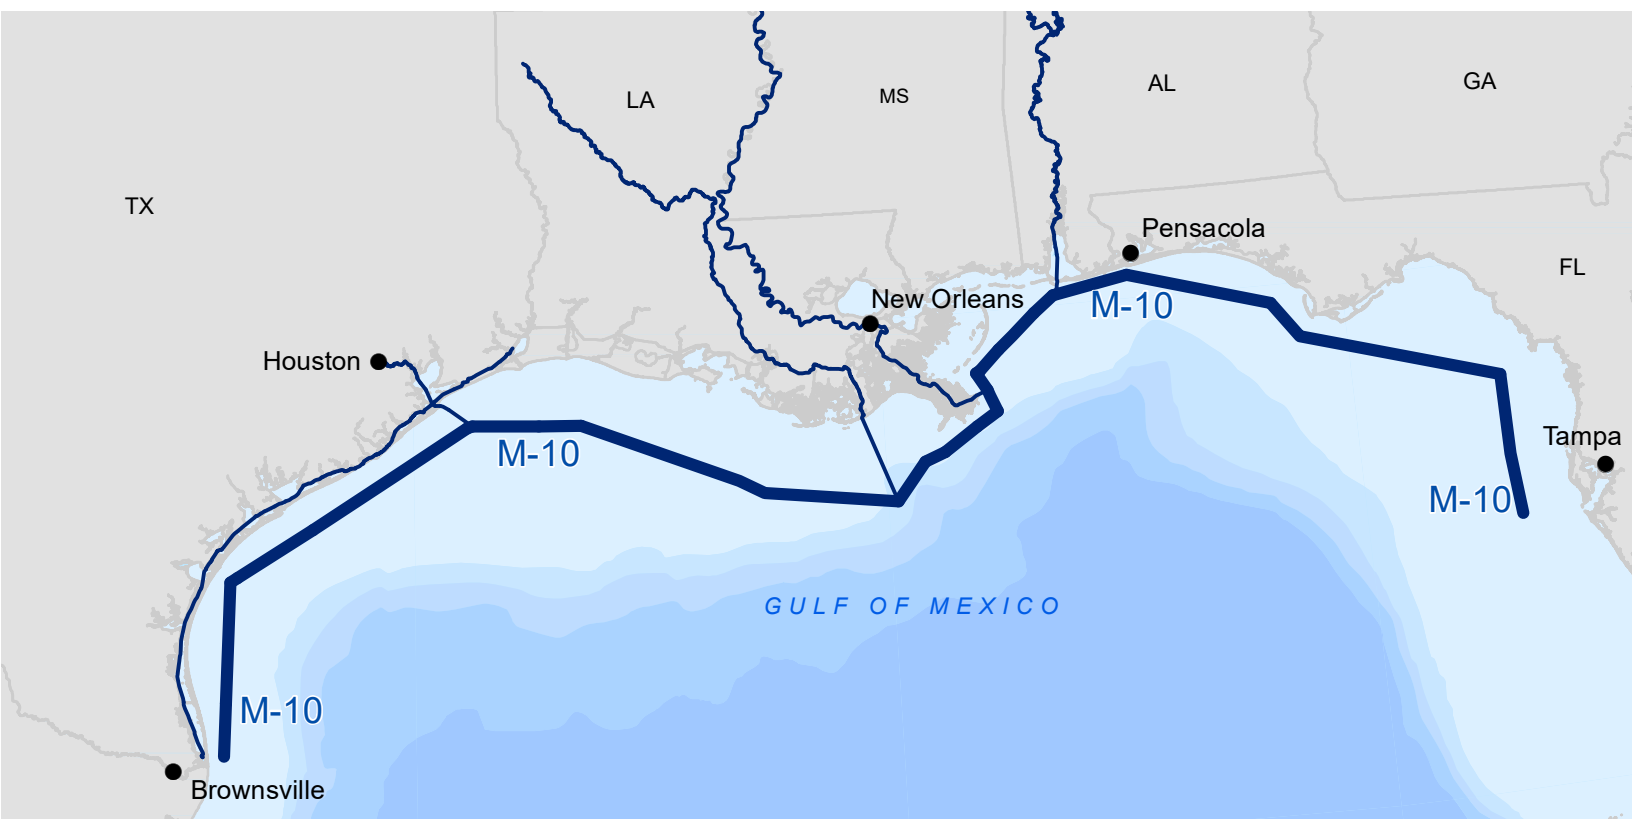 GA
AL
MS
LA
TX
Pensacola
FL
New Orleans
M-10
Houston
Tampa
M-10
M-10
GULF OF MEXICO
M-10
Brownsville